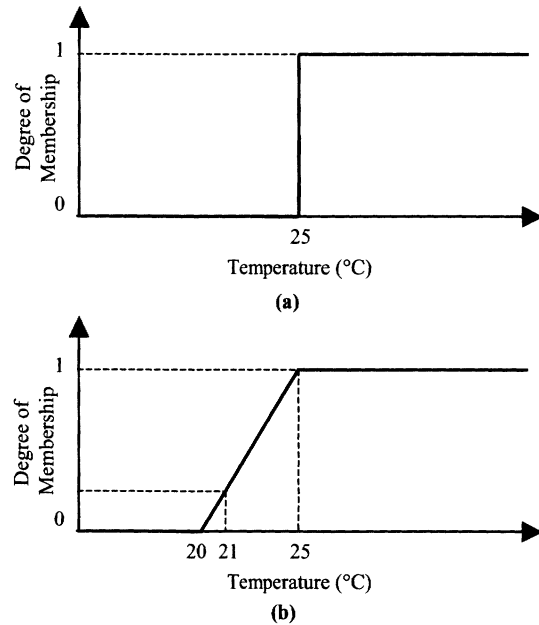 1
Degree of
Membership
0
25
Temperature (°C)
(a)
1
Degree of
Membership
0
20 21 25
Temperature (°C)
(b)